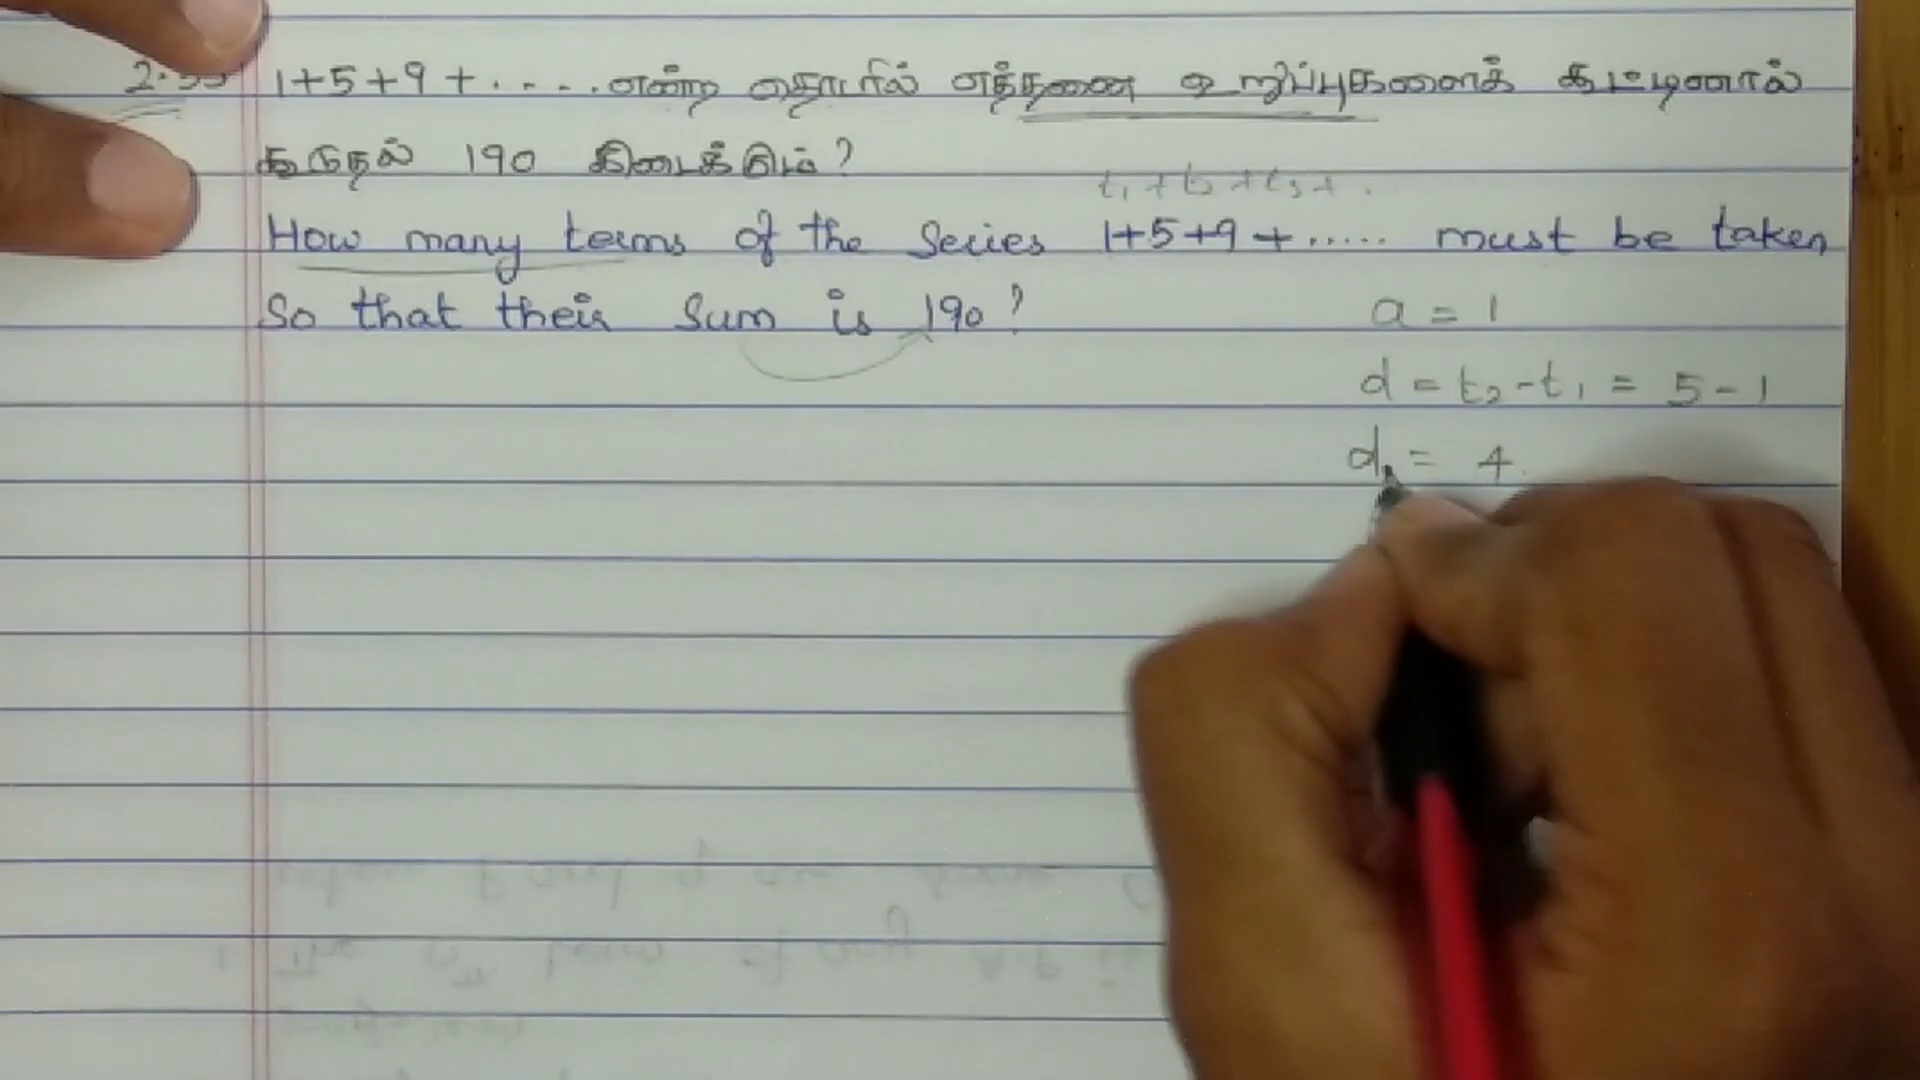 1+5+9+..... என்ற தொடரில் எத்தனை உறுப்புகளைக் கூட்டினால்
கூடுதல் 190 கிடைக்கும்?
t₁+t₂+t₃+.
How many terms of the Series 1+5+9+..... must be taken
So that their Sum is 190?
a = 1
d = t₂-t₁ = 5-1
d = 4